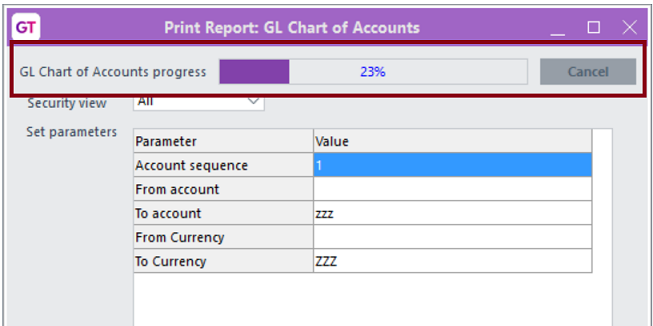 GT Print Report: GL Chart of Accounts
GL Chart of Accounts progress 23% Cancel
Security view All
Set parameters
Parameter Value
Account sequence 1
From account
To account zzz
From Currency
To Currency ZZZ